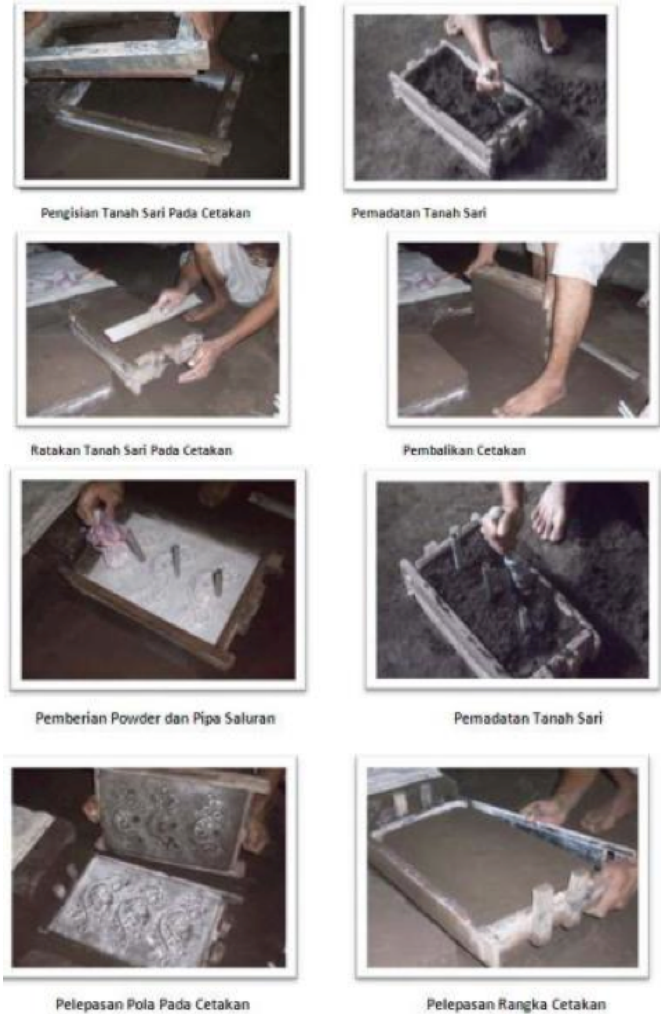 Pengisian Tanah Sari Pada Cetakan
Pemadatan Tanah Sari
Ratakan Tanah Sari Pada Cetakan
Pembalikan Cetakan
Pemberian Powder dan Pipa Saluran
Pemadatan Tanah Sari
Pelepasan Pola Pada Cetakan
Pelepasan Rangka Cetakan